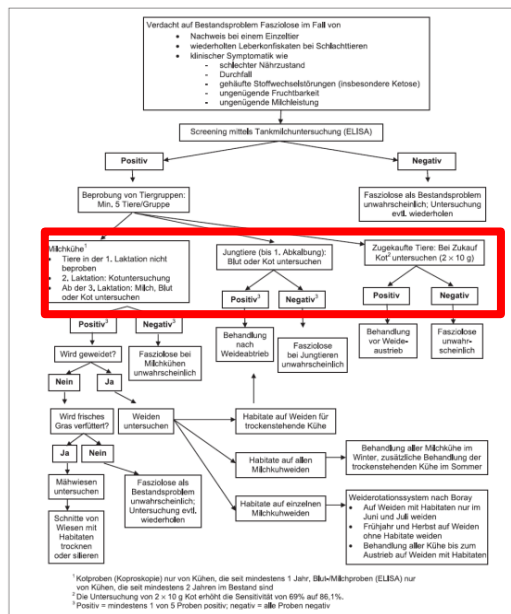 Verdacht auf Bestandsproblem Fasziolose im Fall von
• Nachweis bei einem Einzeltier
• wiederholten Leberkonfiskaten bei Schlachttieren
• klinischer Symptomatik wie
- schlechter Nährzustand
- Durchfall
- gehäufte Stoffwechselstörungen (insbesondere Ketose)
- ungenügende Fruchtbarkeit
- ungenügende Milchleistung
Screening mittels Tankmilchuntersuchung (ELISA)
Positiv
Negativ
Beprobung von Tiergruppen:
Min. 5 Tiere/Gruppe
Fasziolose als Bestandsproblem
unwahrscheinlich; Untersuchung
evtl. wiederholen
Milchkühe¹
• Tiere in der 1. Laktation nicht
beproben
• 2. Laktation: Kotuntersuchung
• Ab der 3. Laktation: Milch, Blut
oder Kot untersuchen
Jungtiere (bis 1. Abkalbung):
Blut oder Kot untersuchen
Zugekaufte Tiere: Bei Zukauf
Kot² untersuchen (2 × 10 g)
Positiv³
Negativ³
Positiv
Negativ
Positiv³
Negativ³
Behandlung
nach
Weideabtrieb
Fasziolose
bei Jungtieren
unwahrscheinlich
Behandlung
vor Weide-
austrieb
Fasziolose
unwahr-
scheinlich
Wird geweidet?
Fasziolose bei
Milchkühen
unwahrscheinlich
Nein
Ja
Wird frisches
Gras verfüttert?
Weiden
untersuchen
Habitate auf Weiden für
trockenstehende Kühe
Ja
Nein
Habitate auf allen
Milchkuhweiden
Behandlung aller Milchkühe im
Winter, zusätzliche Behandlung der
trockenstehenden Kühe im Sommer
Mähwiesen
untersuchen
Fasziolose als
Bestandsproblem
unwahrscheinlich;
Untersuchung evtl.
wiederholen
Habitate auf einzelnen
Milchkuhweiden
Weiderotationssystem nach Boray
• Auf Weiden mit Habitaten nur im
Juni und Juli weiden
• Frühjahr und Herbst auf Weiden
ohne Habitate weiden
• Behandlung aller Kühe bis zum
Austrieb auf Weiden mit Habitaten
Schnitte von
Wiesen mit
Habitaten
trocknen
oder silieren
¹ Kotproben (Koproskopie) nur von Kühen, die seit mindestens 1 Jahr, Blut-/Milchproben (ELISA) nur
von Kühen, die seit mindestens 2 Jahren im Bestand sind
² Die Untersuchung von 2 × 10 g Kot erhöht die Sensitivität von 69% auf 86,1%.
³ Positiv = mindestens 1 von 5 Proben positiv; negativ = alle Proben negativ